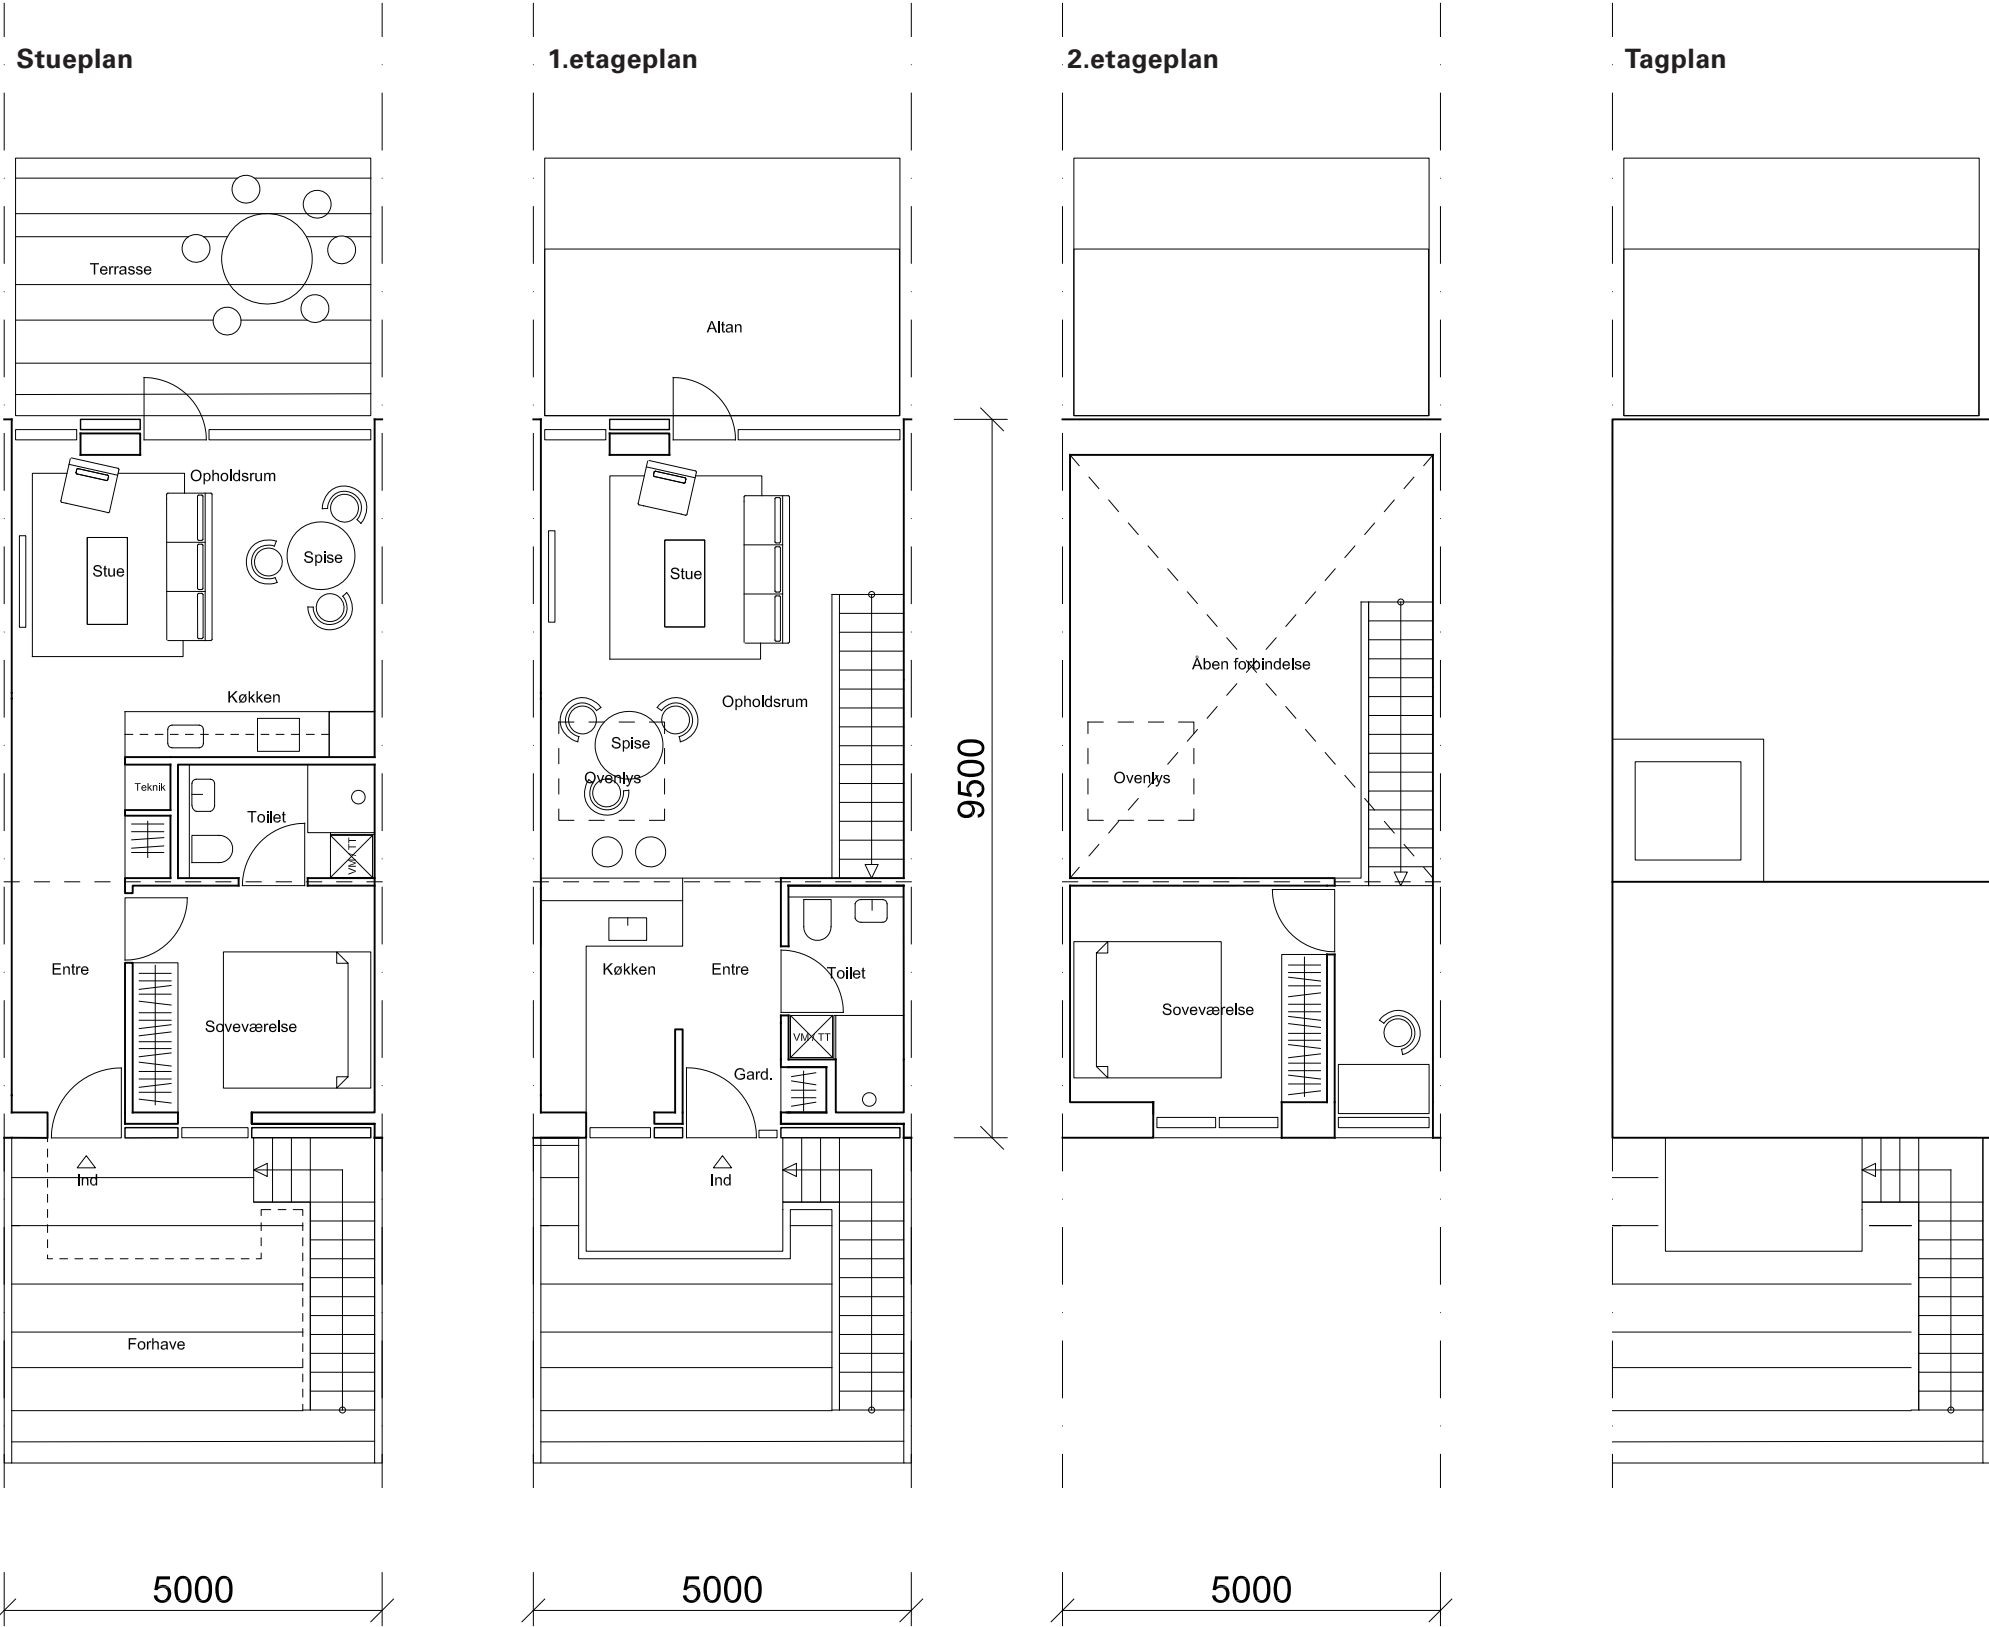 Stueplan
Terrasse
Opholdsrum
Spise
Stue
Køkken
Teknik
Toilet
VM / TT
Entre
Soveværelse
Ind
Forhave
5000
1.etageplan
Altan
Stue
Opholdsrum
Spise
Ovenlys
Køkken
Entre
Toilet
VM / TT
Gard.
Ind
5000
9500
2.etageplan
Åben forbindelse
Ovenlys
Soveværelse
5000
Tagplan